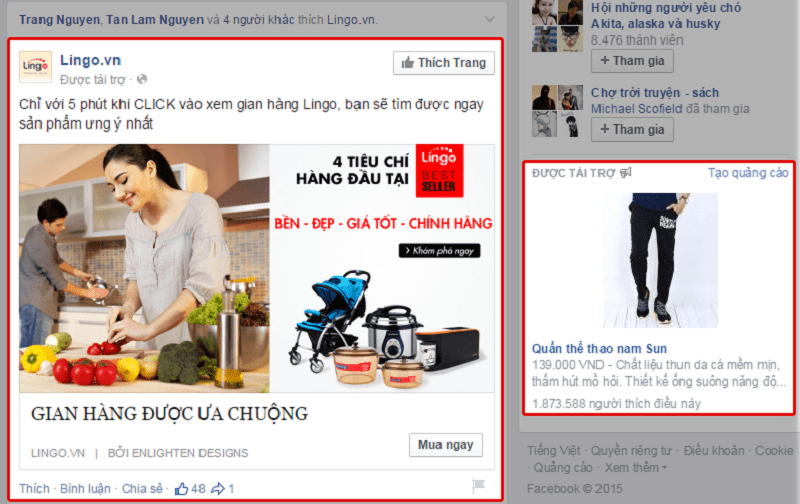 Trang Nguyen, Tan Lam Nguyen và 4 người khác thích Lingo.vn.
Lingo
Lingo.vn
Được tài trợ ·
Thích Trang
Chỉ với 5 phút khi CLICK vào xem gian hàng Lingo, bạn sẽ tìm được ngay
sản phẩm ưng ý nhất
4 TIÊU CHÍ
HÀNG ĐẦU TẠI
Lingo
BEST
SELLER
BỀN - ĐẸP - GIÁ TỐT - CHÍNH HÃNG
> Khám phá ngay
GIAN HÀNG ĐƯỢC ƯA CHUỘNG
LINGO.VN | BỞI ENLIGHTEN DESIGNS
Mua ngay
Thích · Bình luận · Chia sẻ · 48 1
Hội những người yêu chó
Akita, alaska và husky
8.476 thành viên
+ Tham gia
Chợ trời truyện - sách
Michael Scofield đã tham gia
+ Tham gia
ĐƯỢC TÀI TRỢ
Tạo quảng cáo
Quần thể thao nam Sun
139.000 VND - Chất liệu thun da cá mềm mịn,
thấm hút mồ hôi. Thiết kế ống suông năng độ...
1.873.588 người thích điều này
Tiếng Việt · Quyền riêng tư · Điều khoản · Cookie
· Quảng cáo · Xem thêm
Facebook © 2015